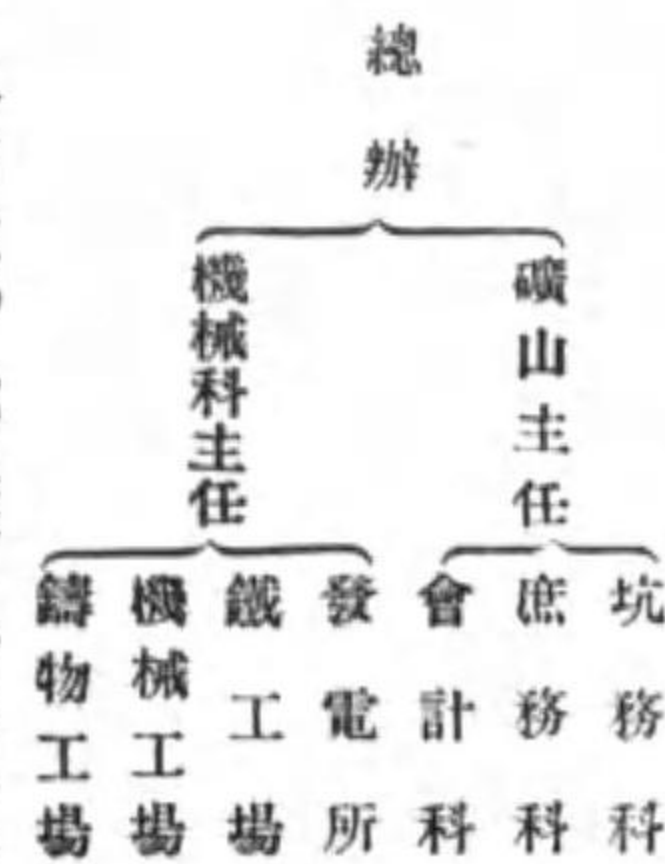 總辦
礦山主任
坑務科
庶務科
會計科
機械科主任
發電所
鐵工場
機械工場
鑄物工場